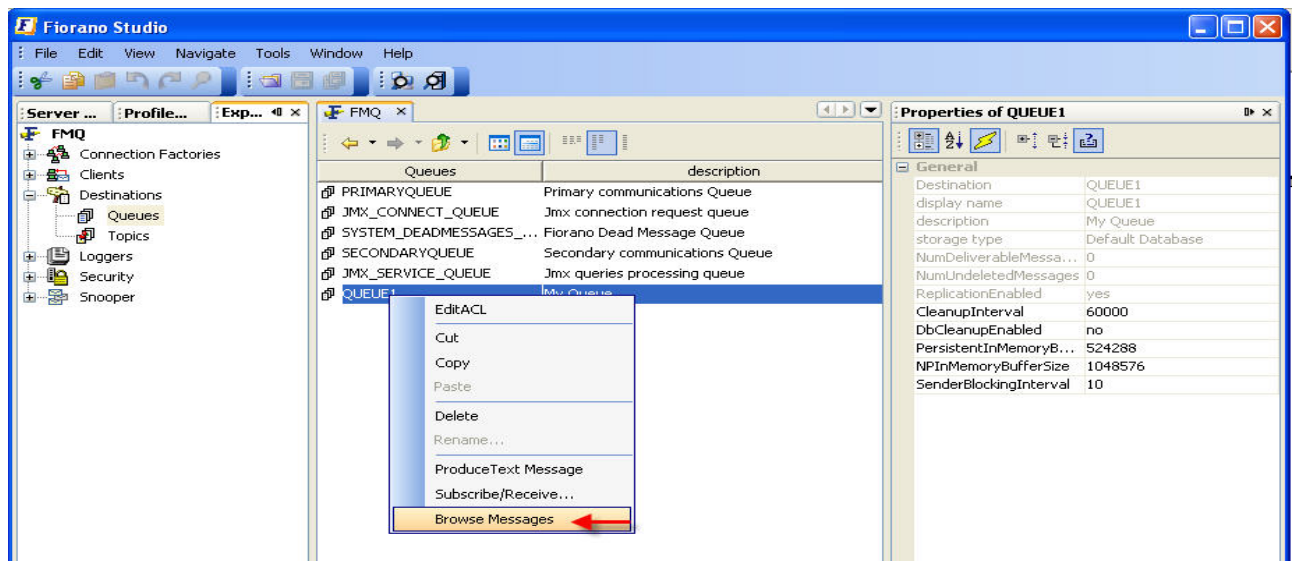 Fiorano Studio
File Edit View Navigate Tools Window Help
Server ... Profile... Exp...
FMQ
Connection Factories
Clients
Destinations
Queues
Topics
Loggers
Security
Snooper
FMQ
Queues description
PRIMARYQUEUE Primary communications Queue
JMX_CONNECT_QUEUE Jmx connection request queue
SYSTEM_DEADMESSAGES_... Fiorano Dead Message Queue
SECONDARYQUEUE Secondary communications Queue
JMX_SERVICE_QUEUE Jmx queries processing queue
QUEUE1 My Queue
EditACL
Cut
Copy
Paste
Delete
Rename...
ProduceText Message
Subscribe/Receive...
Browse Messages
Properties of QUEUE1
General
Destination QUEUE1
display name QUEUE1
description My Queue
storage type Default Database
NumDeliverableMessa... 0
NumUndeletedMessages 0
ReplicationEnabled yes
CleanupInterval 60000
DbCleanupEnabled no
PersistentInMemoryB... 524288
NPInMemoryBufferSize 1048576
SenderBlockingInterval 10